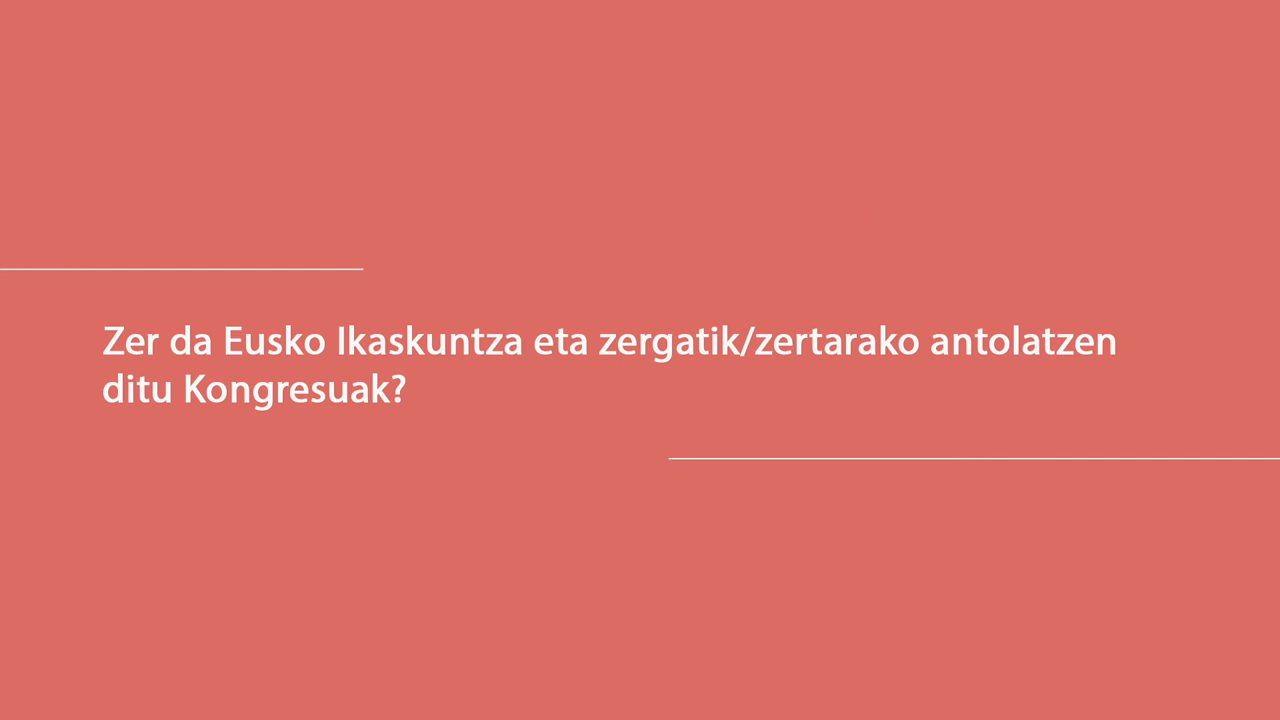 Zer da Eusko Ikaskuntza eta zergatik/zertarako antolatzen
ditu Kongresuak?